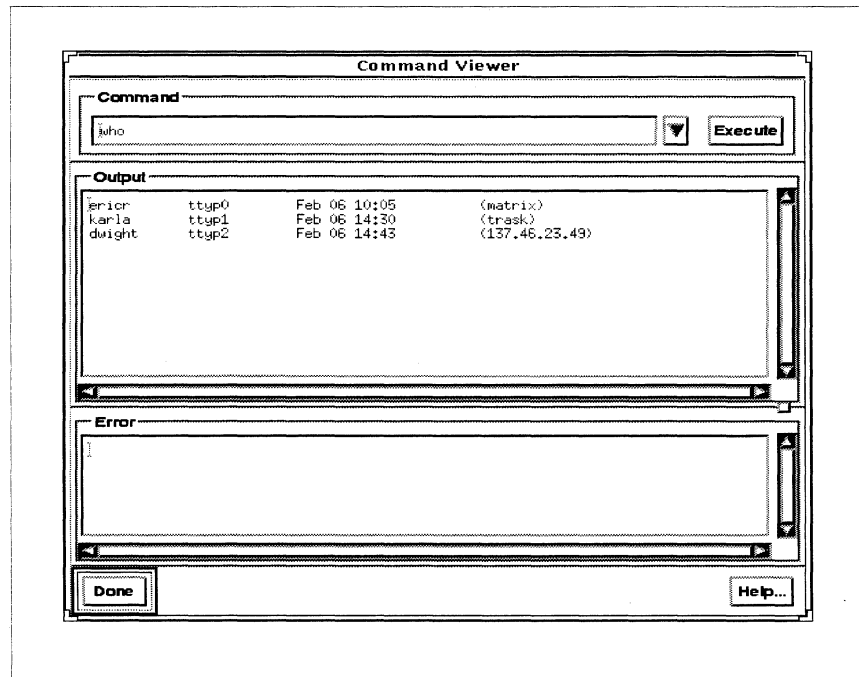 Command Viewer
Command
who
Execute
Output
ericr ttyp0 Feb 06 10:05 (matrix)
karla ttyp1 Feb 06 14:30 (trask)
dwight ttyp2 Feb 06 14:43 (137.46.23.49)
Error
Done
Help...